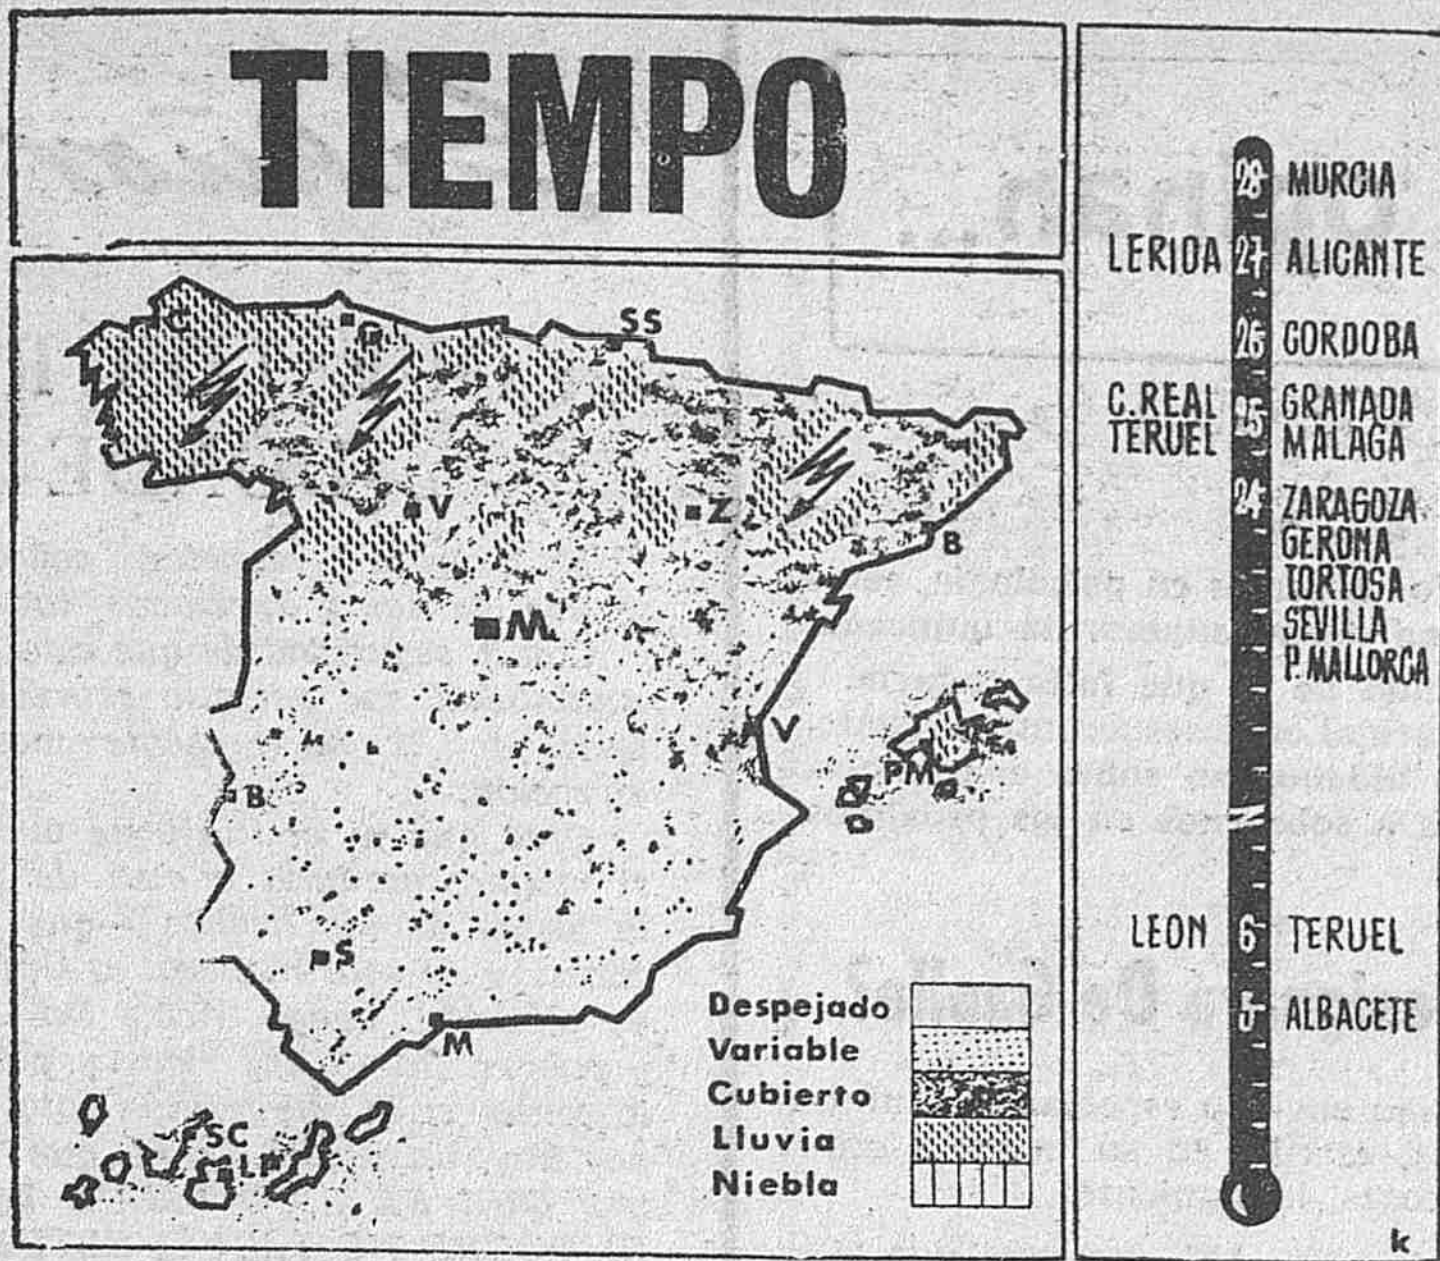 TIEMPO
C
G
SS
V
Z
B
M.
V
PM
B
S
M
SC
LP
Despejado
Variable
Cubierto
Lluvia
Niebla
28 MURCIA
LERIDA 27 ALICANTE
26 CORDOBA
C.REAL 25 GRANADA
TERUEL MALAGA
24 ZARAGOZA
GERONA
TORTOSA
SEVILLA
P. MALLORCA
LEON 6 TERUEL
5 ALBACETE
k